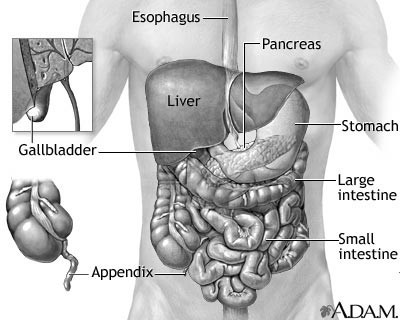 Esophagus
Pancreas
Liver
Stomach
Gallbladder
Large
intestine
Small
intestine
Appendix
A.D.A.M.